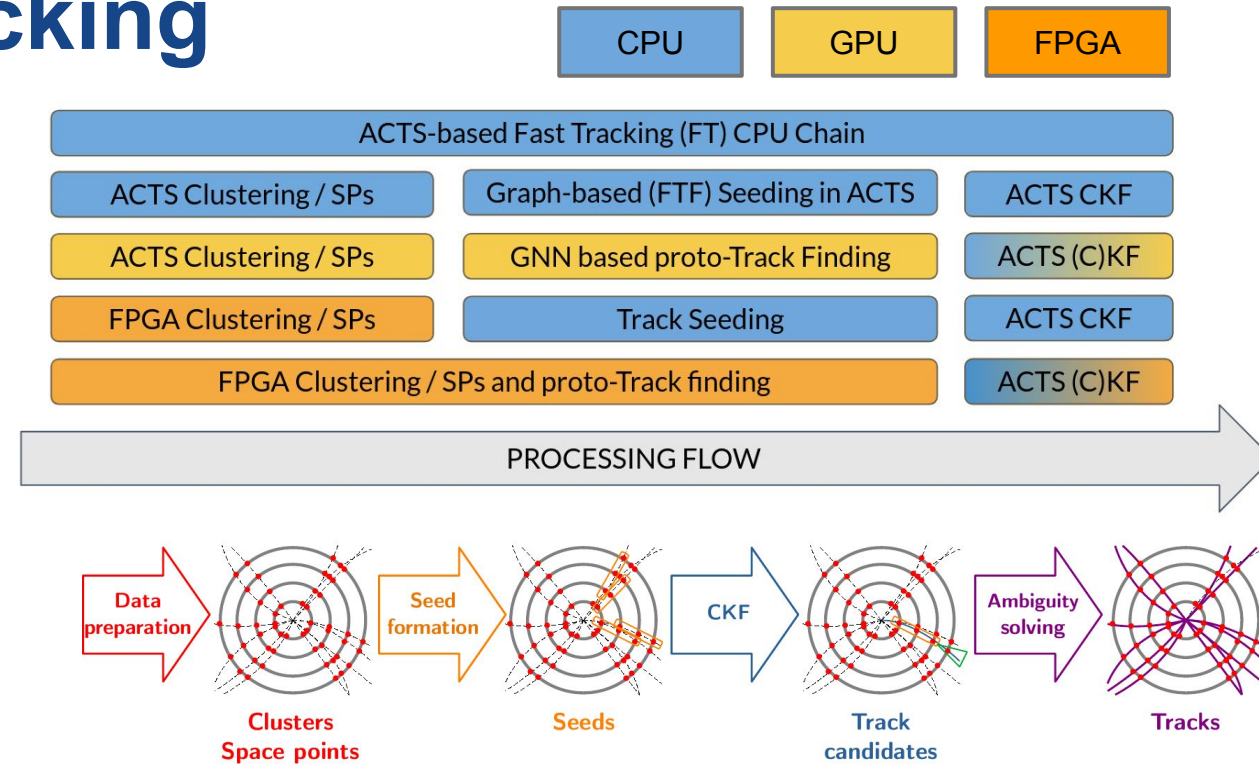 cking
CPU GPU FPGA
ACTS-based Fast Tracking (FT) CPU Chain
ACTS Clustering / SPs Graph-based (FTF) Seeding in ACTS ACTS CKF
ACTS Clustering / SPs GNN based proto-Track Finding ACTS (C)KF
FPGA Clustering / SPs Track Seeding ACTS CKF
FPGA Clustering / SPs and proto-Track finding ACTS (C)KF
PROCESSING FLOW
Data
preparation
Seed
formation
CKF
Ambiguity
solving
Clusters
Space points
Seeds
Track
candidates
Tracks